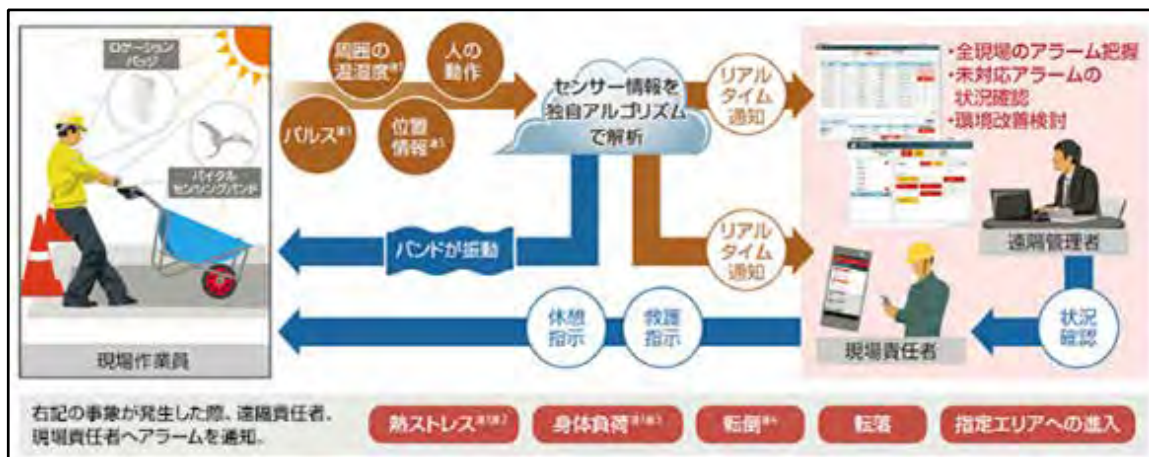 ロケーション
バッジ
バイタル
センシングバンド
現場作業員
周囲の
温湿度※1
人の
動作
パルス※1
位置
情報※5
センサー情報を
独自アルゴリズム
で解析
リアル
タイム
通知
・全現場のアラーム把握
・未対応アラームの
状況確認
・環境改善検討
遠隔管理者
バンドが振動
リアル
タイム
通知
休憩
指示
救護
指示
現場責任者
状況
確認
右記の事象が発生した際、遠隔責任者、
現場責任者へアラームを通知。
熱ストレス※1※2
身体負荷※1※3
転倒※4
転落
指定エリアへの進入